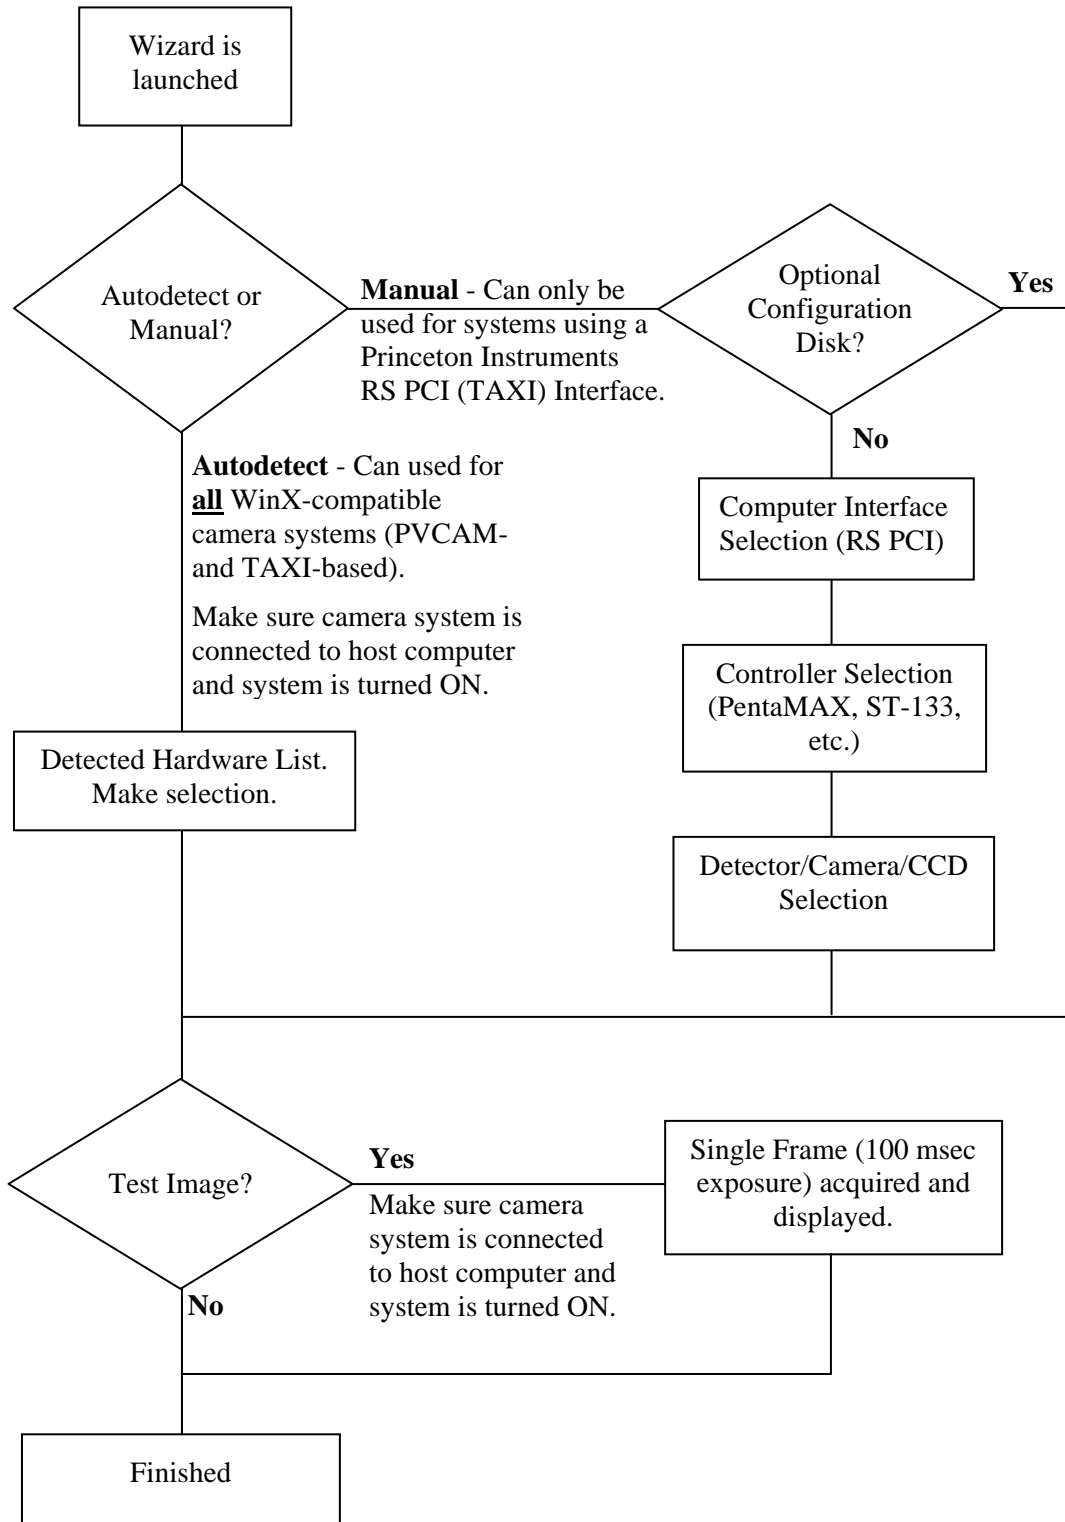 Wizard is
launched
Autodetect or
Manual?
Manual - Can only be
used for systems using a
Princeton Instruments
RS PCI (TAXI) Interface.
Optional
Configuration
Disk?
Yes
No
Autodetect - Can used for
all WinX-compatible
camera systems (PVCAM-
and TAXI-based).
Make sure camera system is
connected to host computer
and system is turned ON.
Computer Interface
Selection (RS PCI)
Controller Selection
(PentaMAX, ST-133,
etc.)
Detected Hardware List.
Make selection.
Detector/Camera/CCD
Selection
Test Image?
Yes
Make sure camera
system is connected
to host computer and
system is turned ON.
Single Frame (100 msec
exposure) acquired and
displayed.
No
Finished